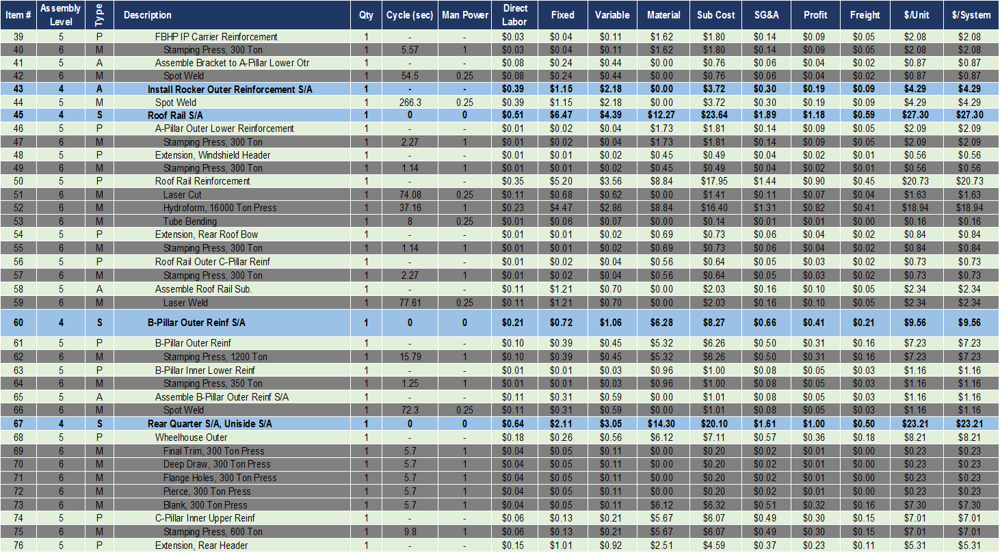 Item # Assembly Level Type Description Qty Cycle (sec) Man Power Direct Labor Fixed Variable Material Sub Cost SG&A Profit Freight $/Unit $/System
39 5 P FBHP IP Carrier Reinforcement 1 - - $0.03 $0.04 $0.11 $1.62 $1.80 $0.14 $0.09 $0.05 $2.08 $2.08
40 6 M Stamping Press, 300 Ton 1 5.57 1 $0.03 $0.04 $0.11 $1.62 $1.80 $0.14 $0.09 $0.05 $2.08 $2.08
41 5 A Assemble Bracket to A-Pillar Lower Otr 1 - - $0.08 $0.24 $0.44 $0.00 $0.76 $0.06 $0.04 $0.02 $0.87 $0.87
42 6 M Spot Weld 1 54.5 0.25 $0.08 $0.24 $0.44 $0.00 $0.76 $0.06 $0.04 $0.02 $0.87 $0.87
43 4 A Install Rocker Outer Reinforcement S/A 1 - - $0.39 $1.15 $2.18 $0.00 $3.72 $0.30 $0.19 $0.09 $4.29 $4.29
44 5 M Spot Weld 1 266.3 0.25 $0.39 $1.15 $2.18 $0.00 $3.72 $0.30 $0.19 $0.09 $4.29 $4.29
45 4 S Roof Rail S/A 1 0 0 $0.51 $6.47 $4.39 $12.27 $23.64 $1.89 $1.18 $0.59 $27.30 $27.30
46 5 P A-Pillar Outer Lower Reinforcement 1 - - $0.01 $0.02 $0.04 $1.73 $1.81 $0.14 $0.09 $0.05 $2.09 $2.09
47 6 M Stamping Press, 300 Ton 1 2.27 1 $0.01 $0.02 $0.04 $1.73 $1.81 $0.14 $0.09 $0.05 $2.09 $2.09
48 5 P Extension, Windshield Header 1 - - $0.01 $0.01 $0.02 $0.45 $0.49 $0.04 $0.02 $0.01 $0.56 $0.56
49 6 M Stamping Press, 300 Ton 1 1.14 1 $0.01 $0.01 $0.02 $0.45 $0.49 $0.04 $0.02 $0.01 $0.56 $0.56
50 5 P Roof Rail Reinforcement 1 - - $0.35 $5.20 $3.56 $8.84 $17.95 $1.44 $0.90 $0.45 $20.73 $20.73
51 6 M Laser Cut 1 74.08 0.25 $0.11 $0.68 $0.62 $0.00 $1.41 $0.11 $0.07 $0.04 $1.63 $1.63
52 6 M Hydroform, 16000 Ton Press 1 37.16 1 $0.23 $4.47 $2.86 $8.84 $16.40 $1.31 $0.82 $0.41 $18.94 $18.94
53 6 M Tube Bending 1 8 0.25 $0.01 $0.06 $0.07 $0.00 $0.14 $0.01 $0.01 $0.00 $0.16 $0.16
54 5 P Extension, Rear Roof Bow 1 - - $0.01 $0.01 $0.02 $0.69 $0.73 $0.06 $0.04 $0.02 $0.84 $0.84
55 6 M Stamping Press, 300 Ton 1 1.14 1 $0.01 $0.01 $0.02 $0.69 $0.73 $0.06 $0.04 $0.02 $0.84 $0.84
56 5 P Roof Rail Outer C-Pillar Reinf 1 - - $0.01 $0.02 $0.04 $0.56 $0.64 $0.05 $0.03 $0.02 $0.73 $0.73
57 6 M Stamping Press, 300 Ton 1 2.27 1 $0.01 $0.02 $0.04 $0.56 $0.64 $0.05 $0.03 $0.02 $0.73 $0.73
58 5 A Assemble Roof Rail Sub. 1 - - $0.11 $1.21 $0.70 $0.00 $2.03 $0.16 $0.10 $0.05 $2.34 $2.34
59 6 M Laser Weld 1 77.61 0.25 $0.11 $1.21 $0.70 $0.00 $2.03 $0.16 $0.10 $0.05 $2.34 $2.34
60 4 S B-Pillar Outer Reinf S/A 1 0 0 $0.21 $0.72 $1.06 $6.28 $8.27 $0.66 $0.41 $0.21 $9.56 $9.56
61 5 P B-Pillar Outer Reinf 1 - - $0.10 $0.39 $0.45 $5.32 $6.26 $0.50 $0.31 $0.16 $7.23 $7.23
62 6 M Stamping Press, 1200 Ton 1 15.79 1 $0.10 $0.39 $0.45 $5.32 $6.26 $0.50 $0.31 $0.16 $7.23 $7.23
63 5 P B-Pillar Inner Lower Reinf 1 - - $0.01 $0.01 $0.03 $0.96 $1.00 $0.08 $0.05 $0.03 $1.16 $1.16
64 6 M Stamping Press, 350 Ton 1 1.25 1 $0.01 $0.01 $0.03 $0.96 $1.00 $0.08 $0.05 $0.03 $1.16 $1.16
65 5 A Assemble B-Pillar Outer Reinf S/A 1 - - $0.11 $0.31 $0.59 $0.00 $1.01 $0.08 $0.05 $0.03 $1.16 $1.16
66 6 M Spot Weld 1 72.3 0.25 $0.11 $0.31 $0.59 $0.00 $1.01 $0.08 $0.05 $0.03 $1.16 $1.16
67 4 S Rear Quarter S/A, Uniside S/A 1 0 0 $0.64 $2.11 $3.05 $14.30 $20.10 $1.61 $1.00 $0.50 $23.21 $23.21
68 5 P Wheelhouse Outer 1 - - $0.18 $0.26 $0.56 $6.12 $7.11 $0.57 $0.36 $0.18 $8.21 $8.21
69 6 M Final Trim, 300 Ton Press 1 5.7 1 $0.04 $0.05 $0.11 $0.00 $0.20 $0.02 $0.01 $0.00 $0.23 $0.23
70 6 M Deep Draw, 300 Ton Press 1 5.7 1 $0.04 $0.05 $0.11 $0.00 $0.20 $0.02 $0.01 $0.00 $0.23 $0.23
71 6 M Flange Holes, 300 Ton Press 1 5.7 1 $0.04 $0.05 $0.11 $0.00 $0.20 $0.02 $0.01 $0.00 $0.23 $0.23
72 6 M Pierce, 300 Ton Press 1 5.7 1 $0.04 $0.05 $0.11 $0.00 $0.20 $0.02 $0.01 $0.00 $0.23 $0.23
73 6 M Blank, 300 Ton Press 1 5.7 1 $0.04 $0.05 $0.11 $6.12 $6.32 $0.51 $0.32 $0.16 $7.30 $7.30
74 5 P C-Pillar Inner Upper Reinf 1 - - $0.06 $0.13 $0.21 $5.67 $6.07 $0.49 $0.30 $0.15 $7.01 $7.01
75 6 M Stamping Press, 600 Ton 1 9.8 1 $0.06 $0.13 $0.21 $5.67 $6.07 $0.49 $0.30 $0.15 $7.01 $7.01
76 5 P Extension, Rear Header 1 - - $0.15 $1.01 $0.92 $2.51 $4.59 $0.37 $0.23 $0.11 $5.31 $5.31